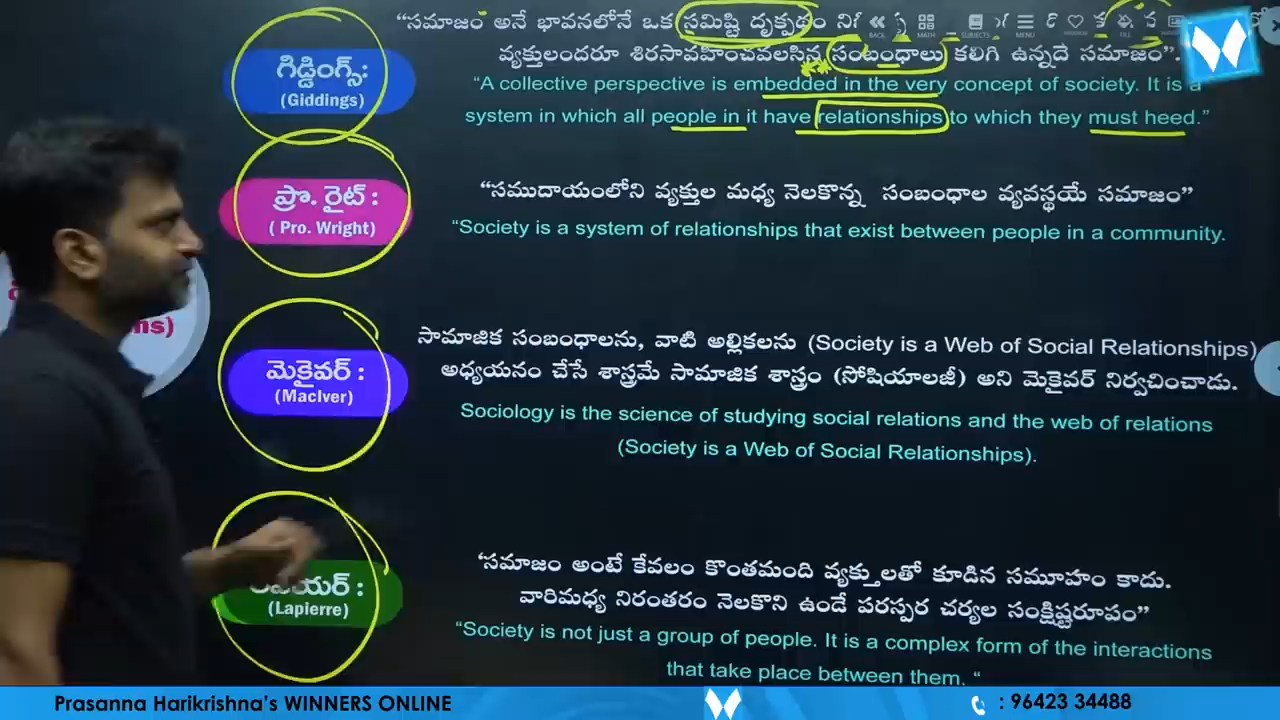 “సమాజం అనే భావనలోనే ఒక సమిష్టి దృక్పథం
వ్యక్తులందరూ శిరసావహించవలసిన సంబంధాలు కలిగి ఉన్నదే సమాజం”.
గిడ్డింగ్స్:
(Giddings)
“A collective perspective is embedded in the very concept of society. It is a
system in which all people in it have relationships to which they must heed.”
ప్రొ. రైట్ :
( Pro. Wright)
“సముదాయంలోని వ్యక్తుల మధ్య నెలకొన్న సంబంధాల వ్యవస్థయే సమాజం”
“Society is a system of relationships that exist between people in a community.
సామాజిక సంబంధాలను, వాటి అల్లికలను (Society is a Web of Social Relationships)
అధ్యయనం చేసే శాస్త్రమే సామాజిక శాస్త్రం (సోషియాలజీ) అని మెకైవర్ నిర్వచించాడు.
మెకైవర్ :
(MacIver)
Sociology is the science of studying social relations and the web of relations
(Society is a Web of Social Relationships).
‘సమాజం అంటే కేవలం కొంతమంది వ్యక్తులతో కూడిన సమూహం కాదు.
వారిమధ్య నిరంతరం నెలకొని ఉండే పరస్పర చర్యల సంక్షిష్టరూపం”
(Lapierre)
“Society is not just a group of people. It is a complex form of the interactions
that take place between them. “
Prasanna Harikrishna's WINNERS ONLINE
: 96423 34488